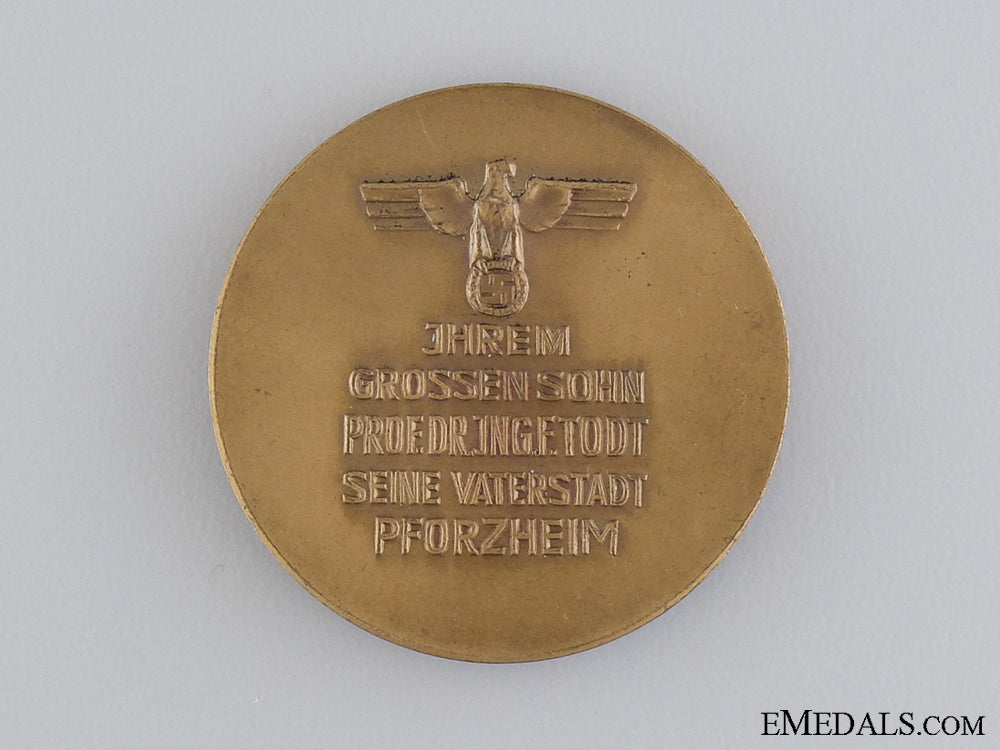 JHREM
GROSSEN SOHN
PROF.DR.JNG.F.TODT
SEINE VATERSTADT
PFORZHEIM
EMEDALS.COM